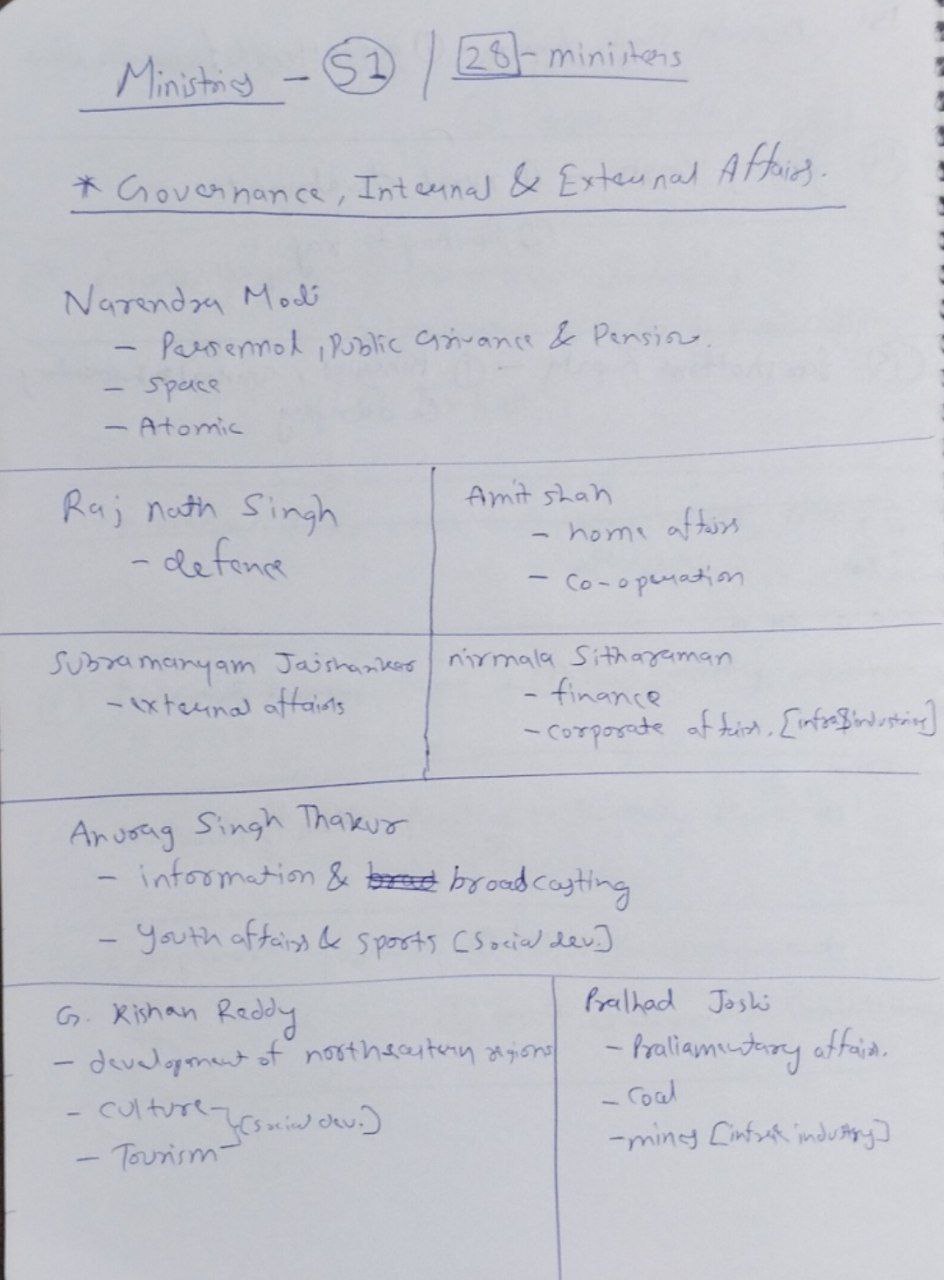 Ministries - 51 / 28 - ministers
* Governance, Internal & External Affairs.
Narendra Modi
- Personnol, Public Grivance & Pension.
- Space
- Atomic
Raj nath Singh
- defence
Amit shah
- home affairs
- co-operation
Subramanyam Jaishanker
- external affairs
nirmala Sitharaman
- finance
- corporate affairs. [infra & industries]
Anurag Singh Thakur
- information & broadcasting
- Youth affairs & sports [Social dev.]
G. Kishan Reddy
- development of northeastern regions
- culture
- Tourism
[social dev.]
Pralhad Joshi
- Praliamentary affairs.
- Coal
- mines [infra & industry]